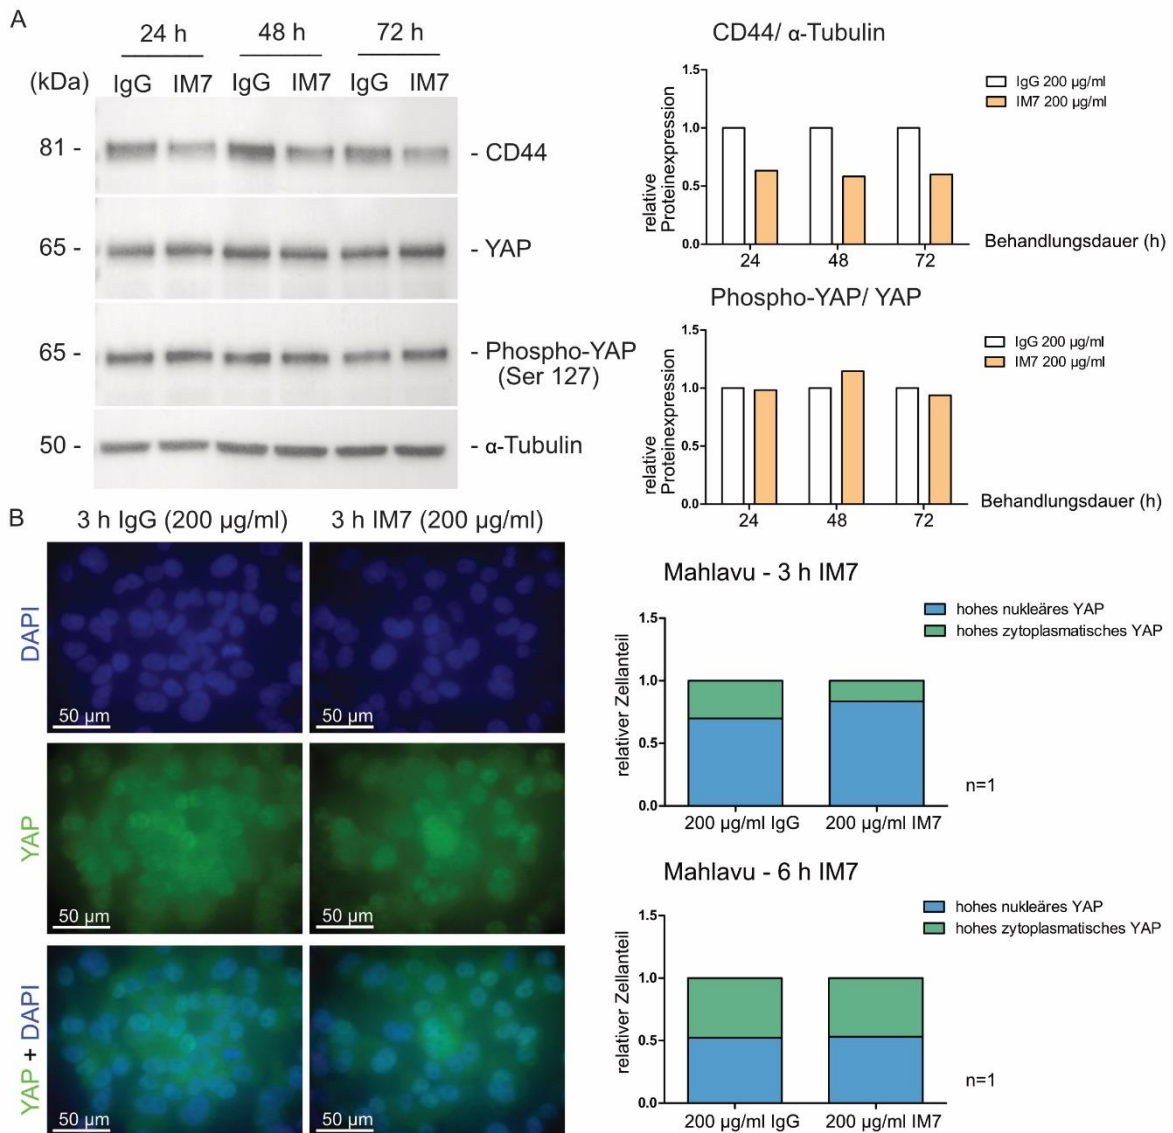 A
24 h 48 h 72 h
(kDa) IgG IM7 IgG IM7 IgG IM7
81 - - CD44
65 - - YAP
65 - - Phospho-YAP
(Ser 127)
50 - - α-Tubulin
CD44/ α-Tubulin
relative
Proteinexpression
1.5
1.0
0.5
0.0
24 48 72
Behandlungsdauer (h)
IgG 200 µg/ml
IM7 200 µg/ml
Phospho-YAP/ YAP
relative
Proteinexpression
1.5
1.0
0.5
0.0
24 48 72
Behandlungsdauer (h)
IgG 200 µg/ml
IM7 200 µg/ml
B
3 h IgG (200 µg/ml) 3 h IM7 (200 µg/ml)
DAPI
50 µm 50 µm
YAP
50 µm 50 µm
YAP + DAPI
50 µm 50 µm
Mahlavu - 3 h IM7
relativer Zellanteil
1.5
1.0
0.5
0.0
200 µg/ml IgG 200 µg/ml IM7
hohes nukleäres YAP
hohes zytoplasmatisches YAP
n=1
Mahlavu - 6 h IM7
relativer Zellanteil
1.5
1.0
0.5
0.0
200 µg/ml IgG 200 µg/ml IM7
hohes nukleäres YAP
hohes zytoplasmatisches YAP
n=1